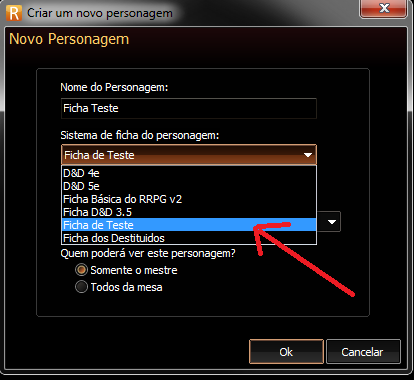 R Criar um novo personagem
Novo Personagem
Nome do Personagem:
Ficha Teste
Sistema de ficha do personagem:
Ficha de Teste
D&D 4e
D&D 5e
Ficha Básica do RRPG v2
Ficha D&D 3.5
Ficha de Teste
Ficha dos Destituidos
Quem poderá ver este personagem?
Somente o mestre
Todos da mesa
Ok Cancelar